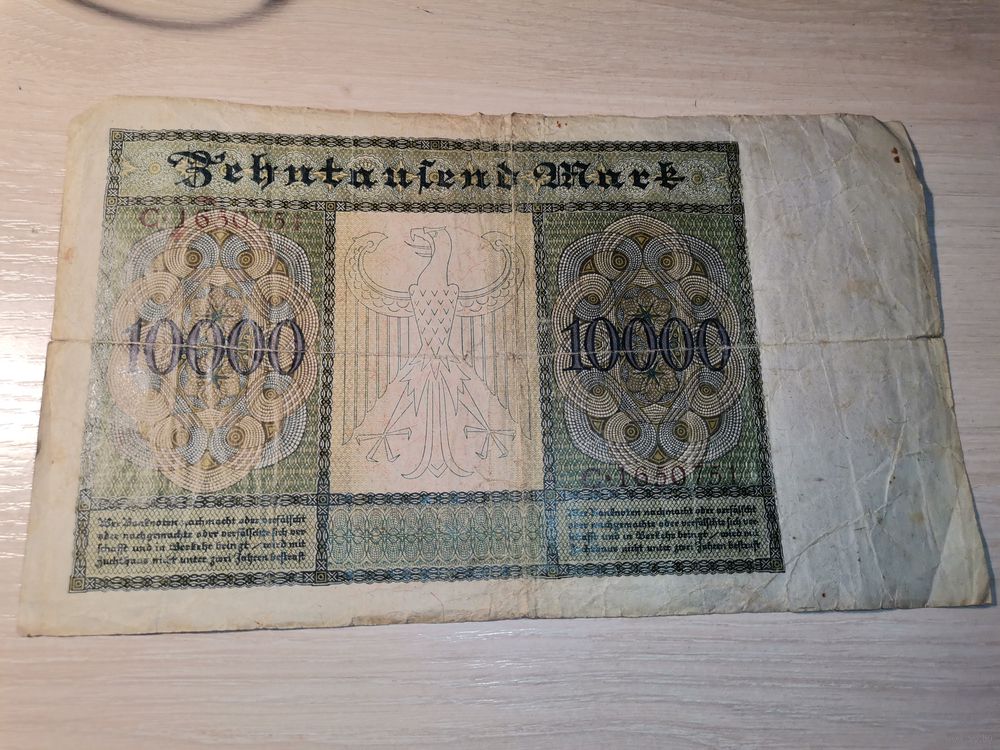 Zehntausend Mark
C·1650751
10000
10000
C·1650751
Wer Banknoten nachmacht oder verfälscht
oder nachgemachte oder verfälschte sich ver
schafft und in Verkehr bringt, wird mit
Zuchthaus nicht unter zwei Jahren bestraft
Wer Banknoten nachmacht oder verfälscht
oder nachgemachte oder verfälschte sich ver
schafft und in Verkehr bringt, wird mit
Zuchthaus nicht unter zwei Jahren bestraft